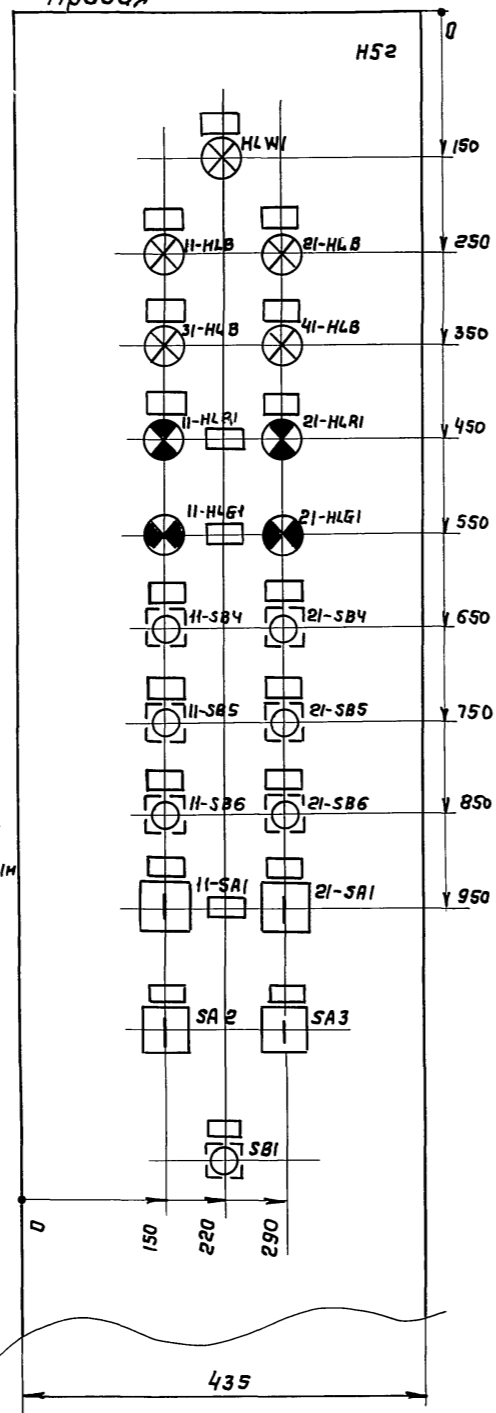 Правая
0
H52
HLW1
150
11-HLB 21-HLB 250
31-HLB 41-HLB 350
11-HLR1 21-HLR1 450
11-HLG1 21-HLG1 550
11-SB4 21-SB4 650
11-SB5 21-SB5 750
11-SB6 21-SB6 850
11-SA1 21-SA1 950
SA2 SA3
SB1
0 150 220 290
435